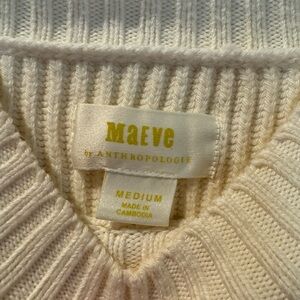 MAEVE
BY ANTHROPOLOGIE
MEDIUM
MADE IN
CAMBODIA